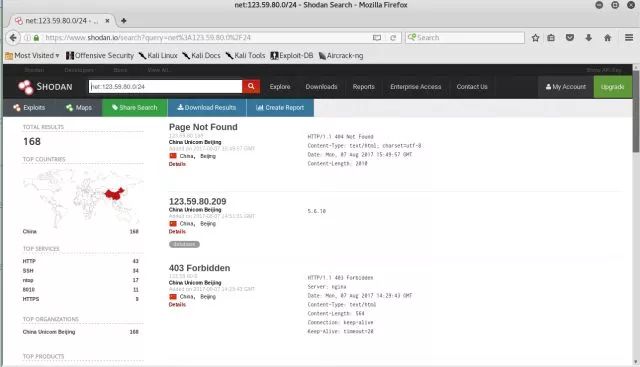 net:123.59.80.0/24 - Shodan Search - Mozilla Firefox
net:123.59.80.0/24 - ...
https://www.shodan.io/search?query=net%3A123.59.80.0%2F24
Search
Most Visited
Offensive Security
Kali Linux
Kali Docs
Kali Tools
Exploit-DB
Aircrack-ng
Shodan
Developers
Book
View All...
Show API Key
SHODAN
net:123.59.80.0/24
Explore
Downloads
Reports
Enterprise Access
Contact Us
My Account
Upgrade
Exploits
Maps
Share Search
Download Results
Create Report
TOTAL RESULTS
168
TOP COUNTRIES
China 168
TOP SERVICES
HTTP 43
SSH 34
ntop 17
8010 11
HTTPS 9
TOP ORGANIZATIONS
China Unicom Beijing 168
TOP PRODUCTS
Page Not Found
China Unicom Beijing
Added on 2017-08-07 15:49:57 GMT
China, Beijing
Details
HTTP/1.1 404 Not Found
Content-Type: text/html; charset=utf-8
Date: Mon, 07 Aug 2017 15:49:57 GMT
Content-Length: 2010
123.59.80.209
China Unicom Beijing
China, Beijing
Details
database
5.6.10
403 Forbidden
China Unicom Beijing
Added on 2017-08-07 14:29:43 GMT
China, Beijing
Details
HTTP/1.1 403 Forbidden
Server: nginx
Date: Mon, 07 Aug 2017 14:29:43 GMT
Content-Type: text/html
Content-Length: 564
Connection: keep-alive
Keep-Alive: timeout=20